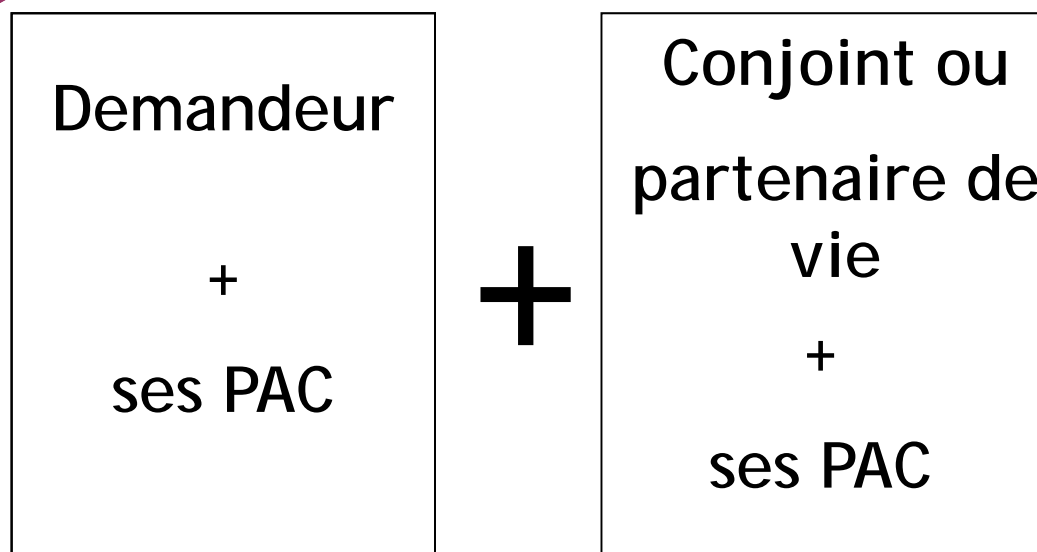 Demandeur
+
ses PAC
+
Conjoint ou
partenaire de
vie
+
ses PAC